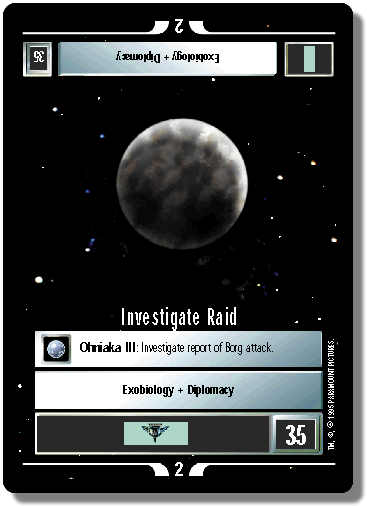 2
Exobiology + Diplomacy
35
Investigate Raid
Ohniaka III: Investigate report of Borg attack.
Exobiology + Diplomacy
35
2
TM, ®, © 1995 PARAMOUNT PICTURES.